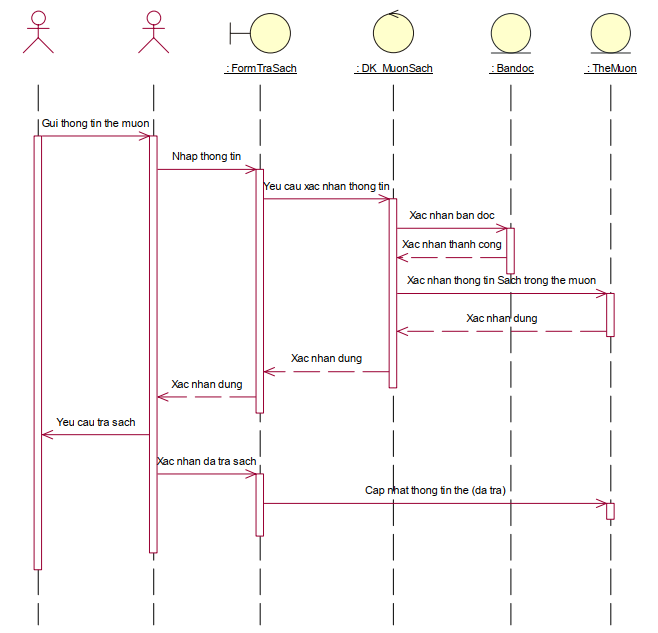 : FormTraSach
: DK_MuonSach
: Bandoc
: TheMuon
Gui thong tin the muon
Nhap thong tin
Yeu cau xac nhan thong tin
Xac nhan ban doc
Xac nhan thanh cong
Xac nhan thong tin Sach trong the muon
Xac nhan dung
Xac nhan dung
Xac nhan dung
Yeu cau tra sach
Xac nhan da tra sach
Cap nhat thong tin the (da tra)